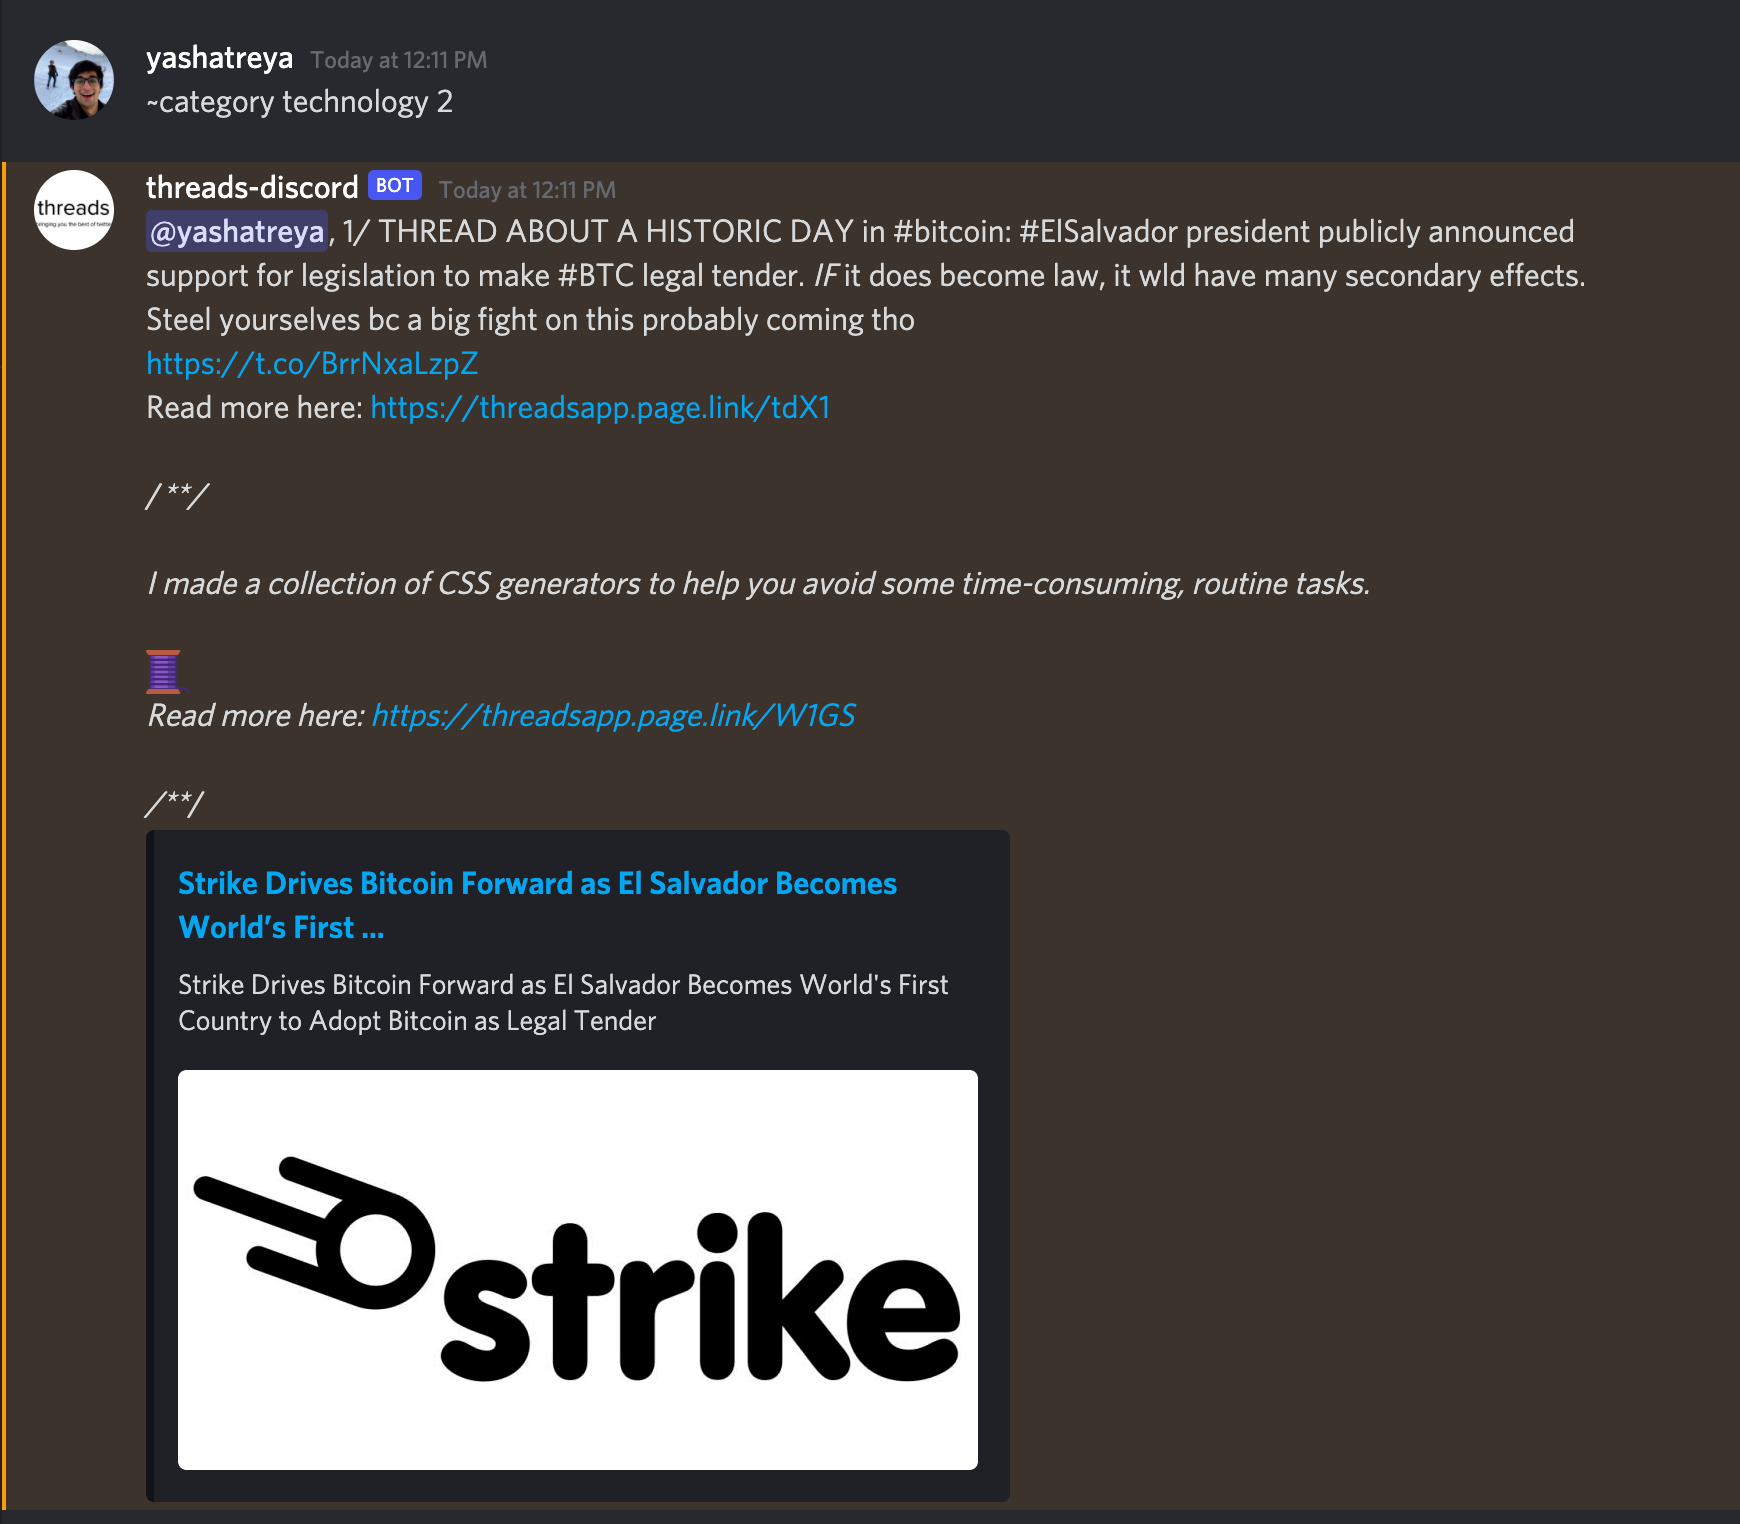 yashatreya Today at 12:11 PM
~category technology 2
threads
bringing you the best of twitter
threads-discord BOT Today at 12:11 PM
@yashatreya, 1/ THREAD ABOUT A HISTORIC DAY in #bitcoin: #ElSalvador president publicly announced
support for legislation to make #BTC legal tender. IF it does become law, it wld have many secondary effects.
Steel yourselves bc a big fight on this probably coming tho
https://t.co/BrrNxaLzpZ
Read more here: https://threadsapp.page.link/tdX1
/**/
I made a collection of CSS generators to help you avoid some time-consuming, routine tasks.
Read more here: https://threadsapp.page.link/W1GS
/**/
Strike Drives Bitcoin Forward as El Salvador Becomes
World’s First ...
Strike Drives Bitcoin Forward as El Salvador Becomes World's First
Country to Adopt Bitcoin as Legal Tender
strike